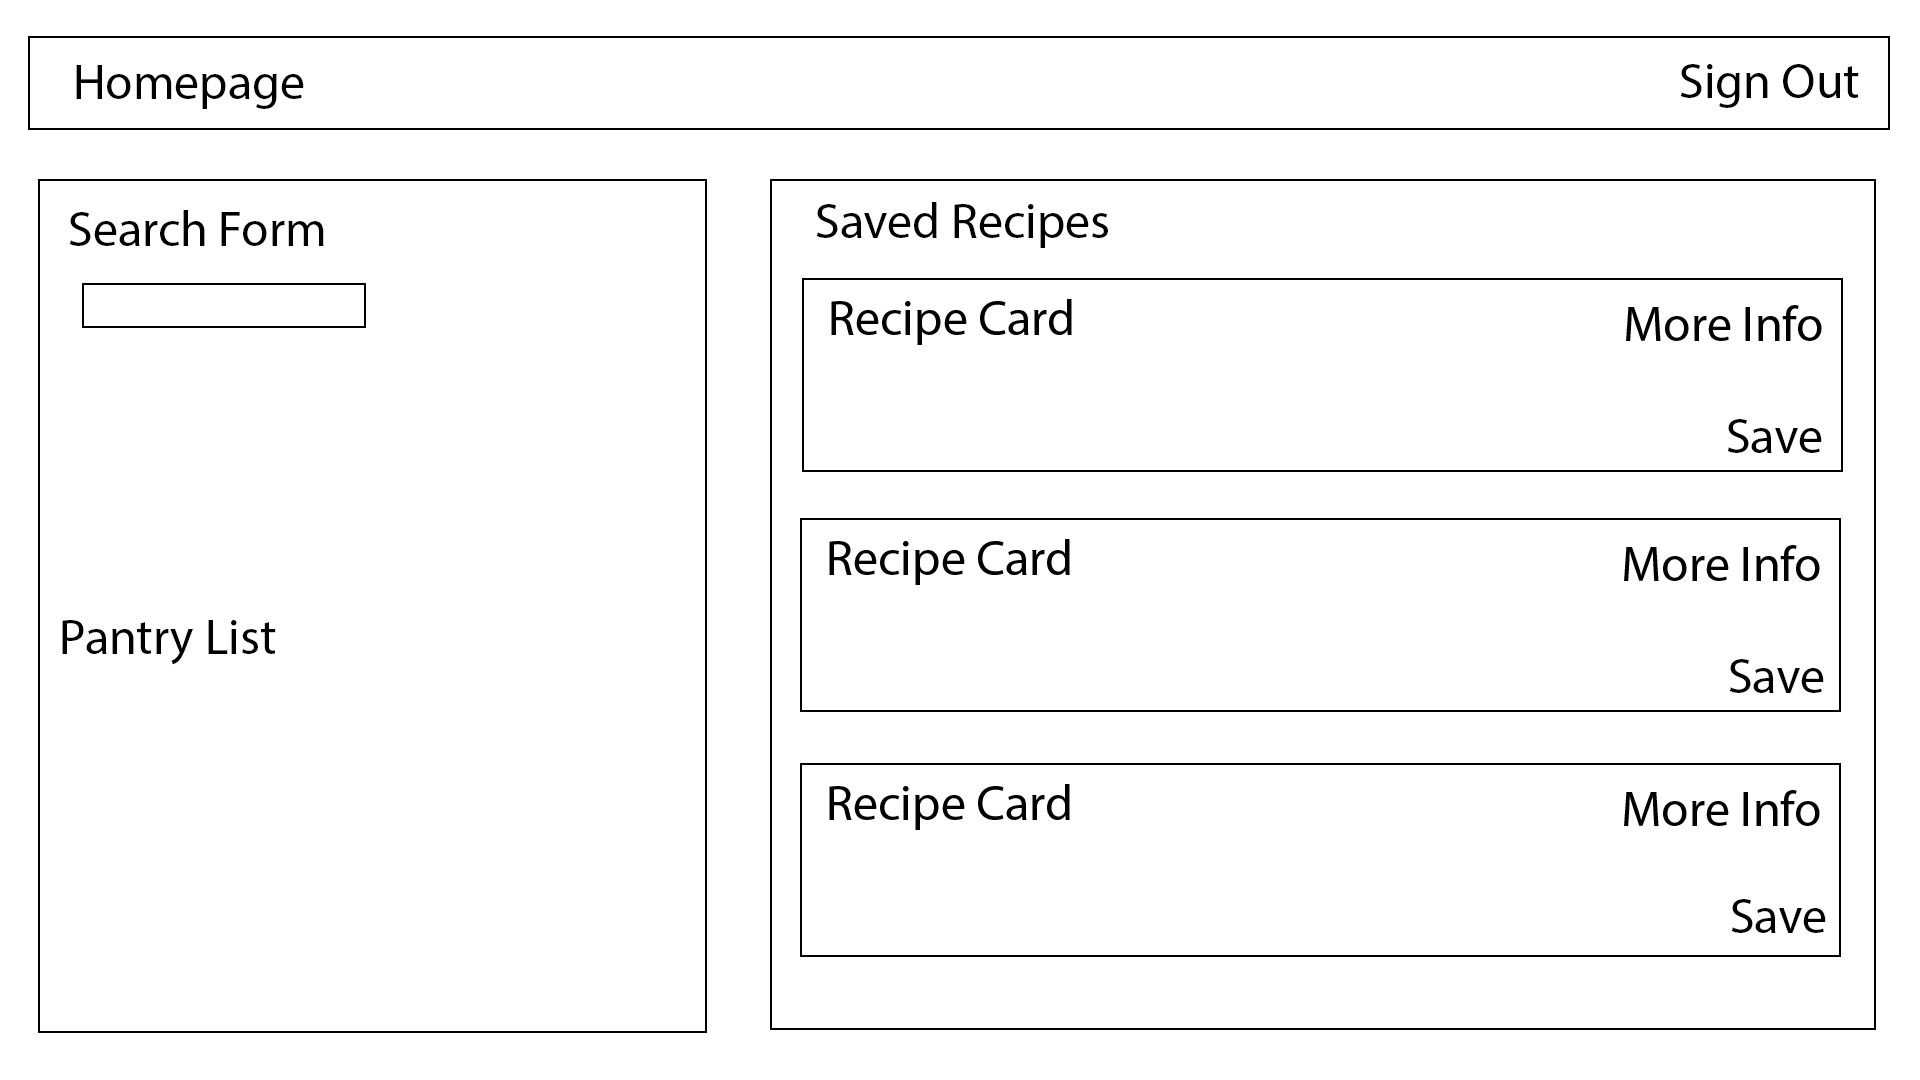 Homepage
Sign Out
Search Form
Pantry List
Saved Recipes
Recipe Card
More Info
Save
Recipe Card
More Info
Save
Recipe Card
More Info
Save